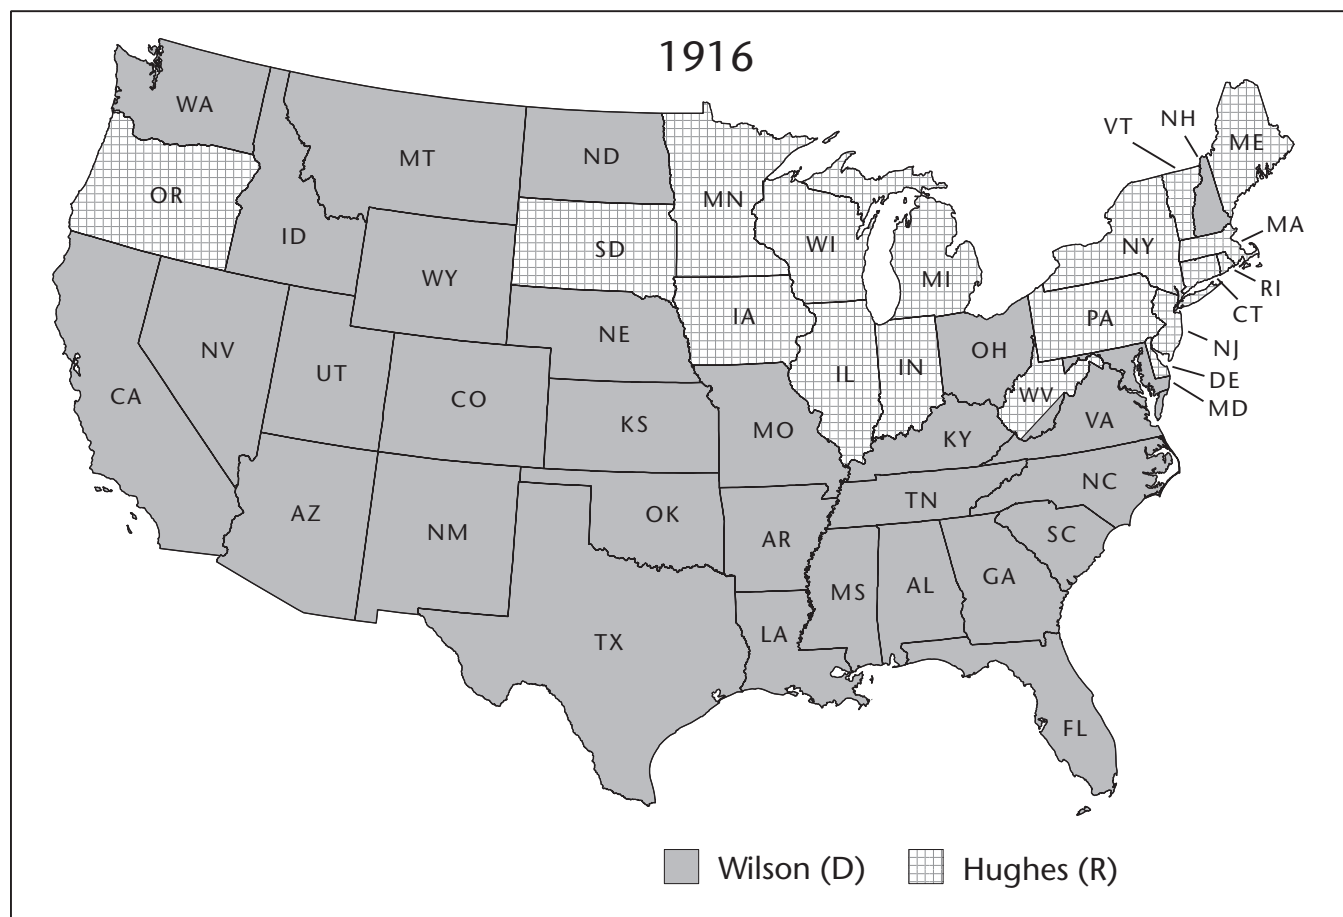 1916
WA
MT
ND
MN
VT
NH
ME
OR
ID
WY
SD
WI
MI
NY
MA
RI
CT
IA
PA
NE
NV
UT
CO
CA
IL
IN
OH
NJ
DE
MD
WV
VA
KS
MO
KY
NC
AZ
NM
OK
AR
TN
SC
MS
AL
GA
TX
LA
FL
Wilson (D)
Hughes (R)